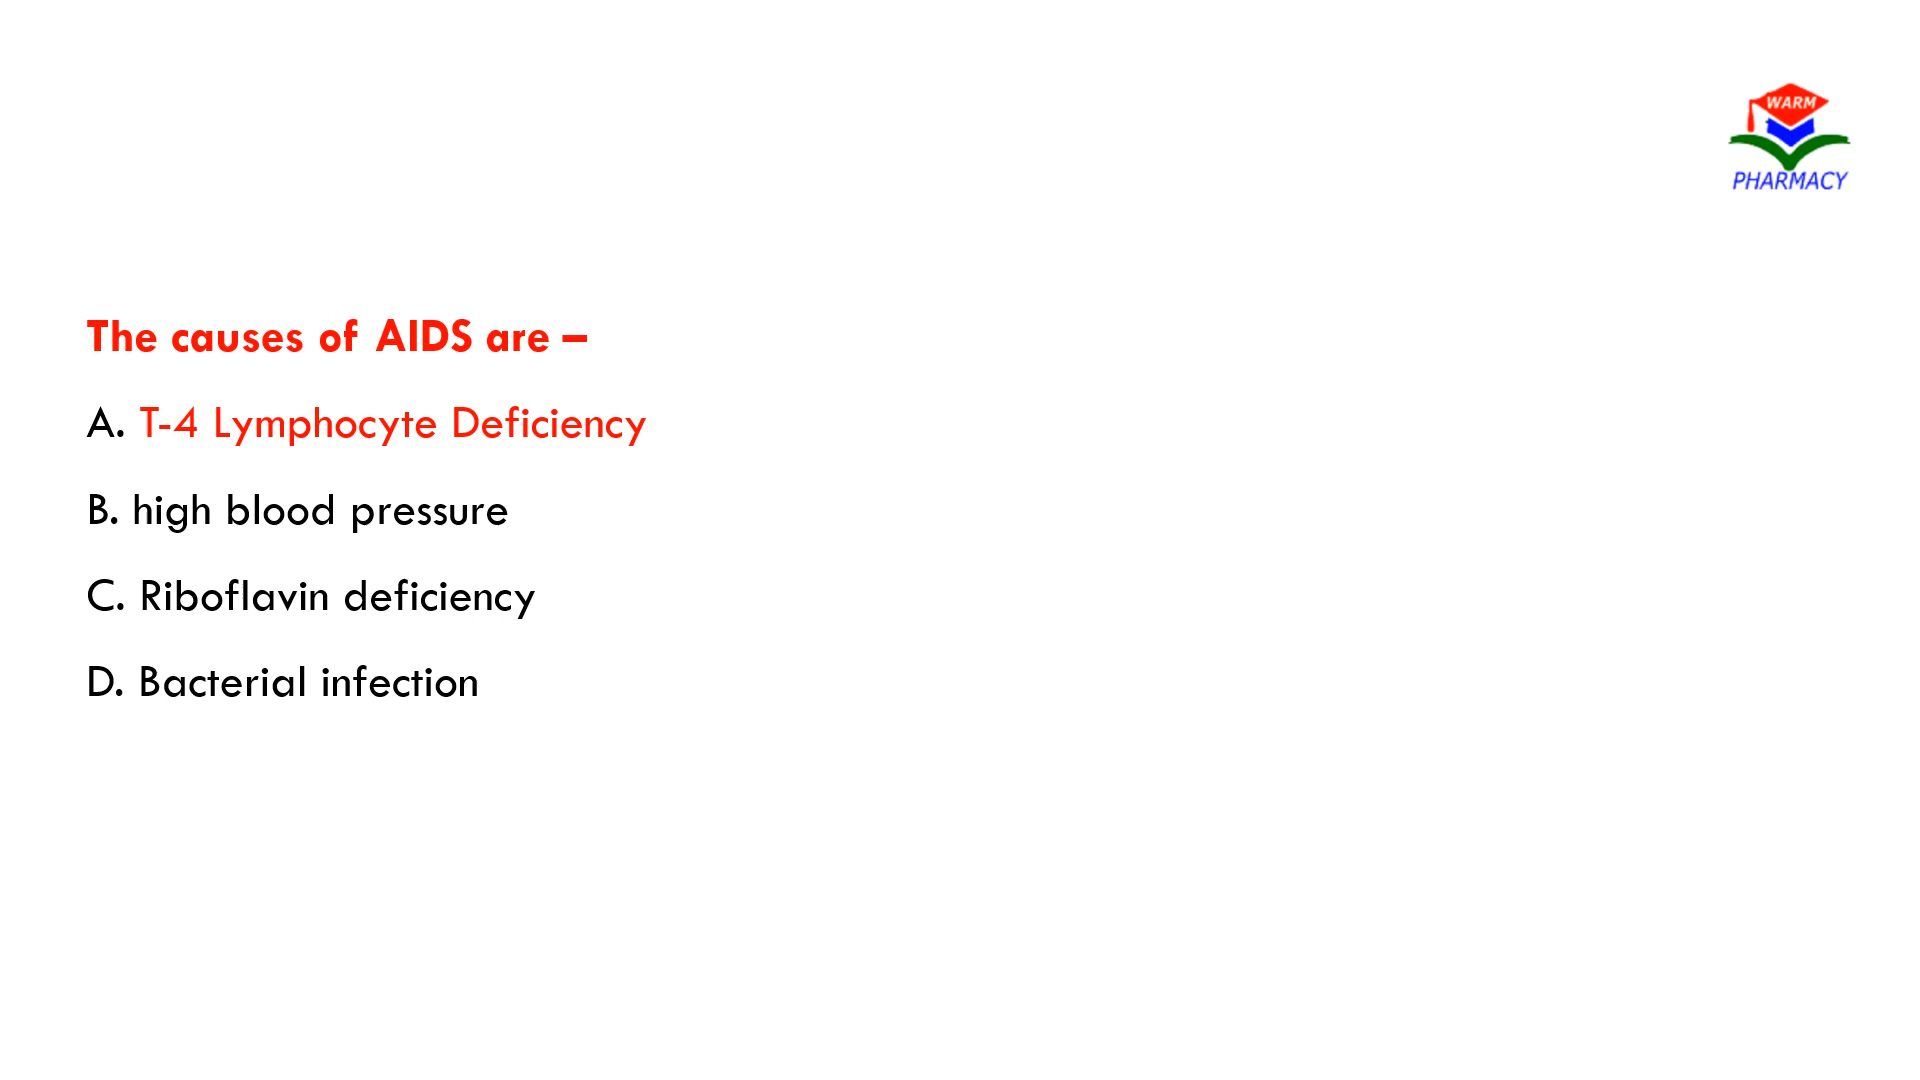 WARM
PHARMACY
The causes of AIDS are –
A. T-4 Lymphocyte Deficiency
B. high blood pressure
C. Riboflavin deficiency
D. Bacterial infection